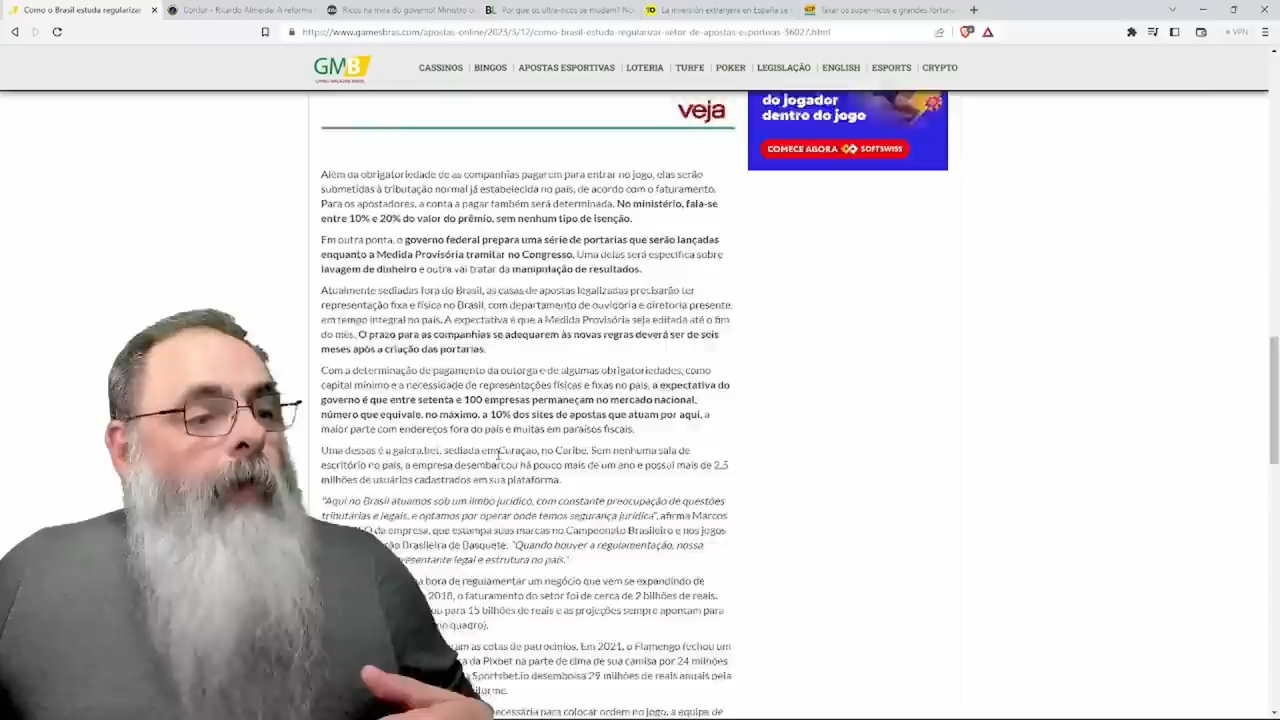 Como o Brasil estuda regularizar
Conjur - Ricardo Almeida: A reforma
Ricos na mira do governo! Ministro
Por que os ultra-ricos se mudam? No
La inversión extranjera en España se
Taxar os super-ricos e grandes fortun
https://www.gamesbras.com/apostas-online/2023/3/12/como-brasil-estuda-regularizar-setor-de-apostas-esportivas-36027.html
VPN
GMB
CASSINOS | BINGOS | APOSTAS ESPORTIVAS | LOTERIA | TURFE | POKER | LEGISLAÇÃO | ENGLISH | ESPORTS | CRYPTO
veja
do jogador
dentro do jogo
COMECE AGORA SOFTSWISS
Além da obrigatoriedade de as companhias pagarem para entrar no jogo, elas serão
submetidas à tributação normal já estabelecida no país, de acordo com o faturamento.
Para os apostadores, a conta a pagar também será determinada. No ministério, fala-se
entre 10% e 20% do valor do prêmio, sem nenhum tipo de isenção.
Em outra ponta, o governo federal prepara uma série de portarias que serão lançadas
enquanto a Medida Provisória tramitar no Congresso. Uma delas será específica sobre
lavagem de dinheiro e outra vai tratar da manipulação de resultados.
Atualmente sediadas fora do Brasil, as casas de apostas legalizadas precisarão ter
representação fixa e física no Brasil, com departamento de ouvidoria e diretoria presente
em tempo integral no país. A expectativa é que a Medida Provisória seja editada até o fim
do mês. O prazo para as companhias se adequarem às novas regras deverá ser de seis
meses após a criação das portarias.
Com a determinação de pagamento da outorga e de algumas obrigatoriedades, como
capital mínimo e a necessidade de representações físicas e fixas no país, a expectativa do
governo é que entre setenta e 100 empresas permaneçam no mercado nacional,
número que equivale, no máximo, a 10% dos sites de apostas que atuam por aqui, a
maior parte com endereços fora do país e muitas em paraísos fiscais.
Uma dessas é a galera.bet, sediada em Curaçao, no Caribe. Sem nenhuma sala de
escritório no país, a empresa desembarcou há pouco mais de um ano e possui mais de 2,5
milhões de usuários cadastrados em sua plataforma.
"Aqui no Brasil atuamos sob um limbo jurídico, com constante preocupação de questões
tributárias e legais, e optamos por operar onde temos segurança jurídica", afirma Marcos
da empresa, que estampa suas marcas no Campeonato Brasileiro e nos jogos
Brasileira de Basquete. "Quando houver a regulamentação, nossa
legal e estrutura no país."
hora de regulamentar um negócio que vem se expandindo de
2018, o faturamento do setor foi de cerca de 2 bilhões de reais.
para 15 bilhões de reais e as projeções sempre apontam para
quadro).
as cotas de patrocínios. Em 2021, o Flamengo fechou um
da Pixbet na parte de cima de sua camisa por 24 milhões
Sportsbet.io desembolsa 29 milhões de reais anuais pela
para colocar ordem no jogo, a equipe de